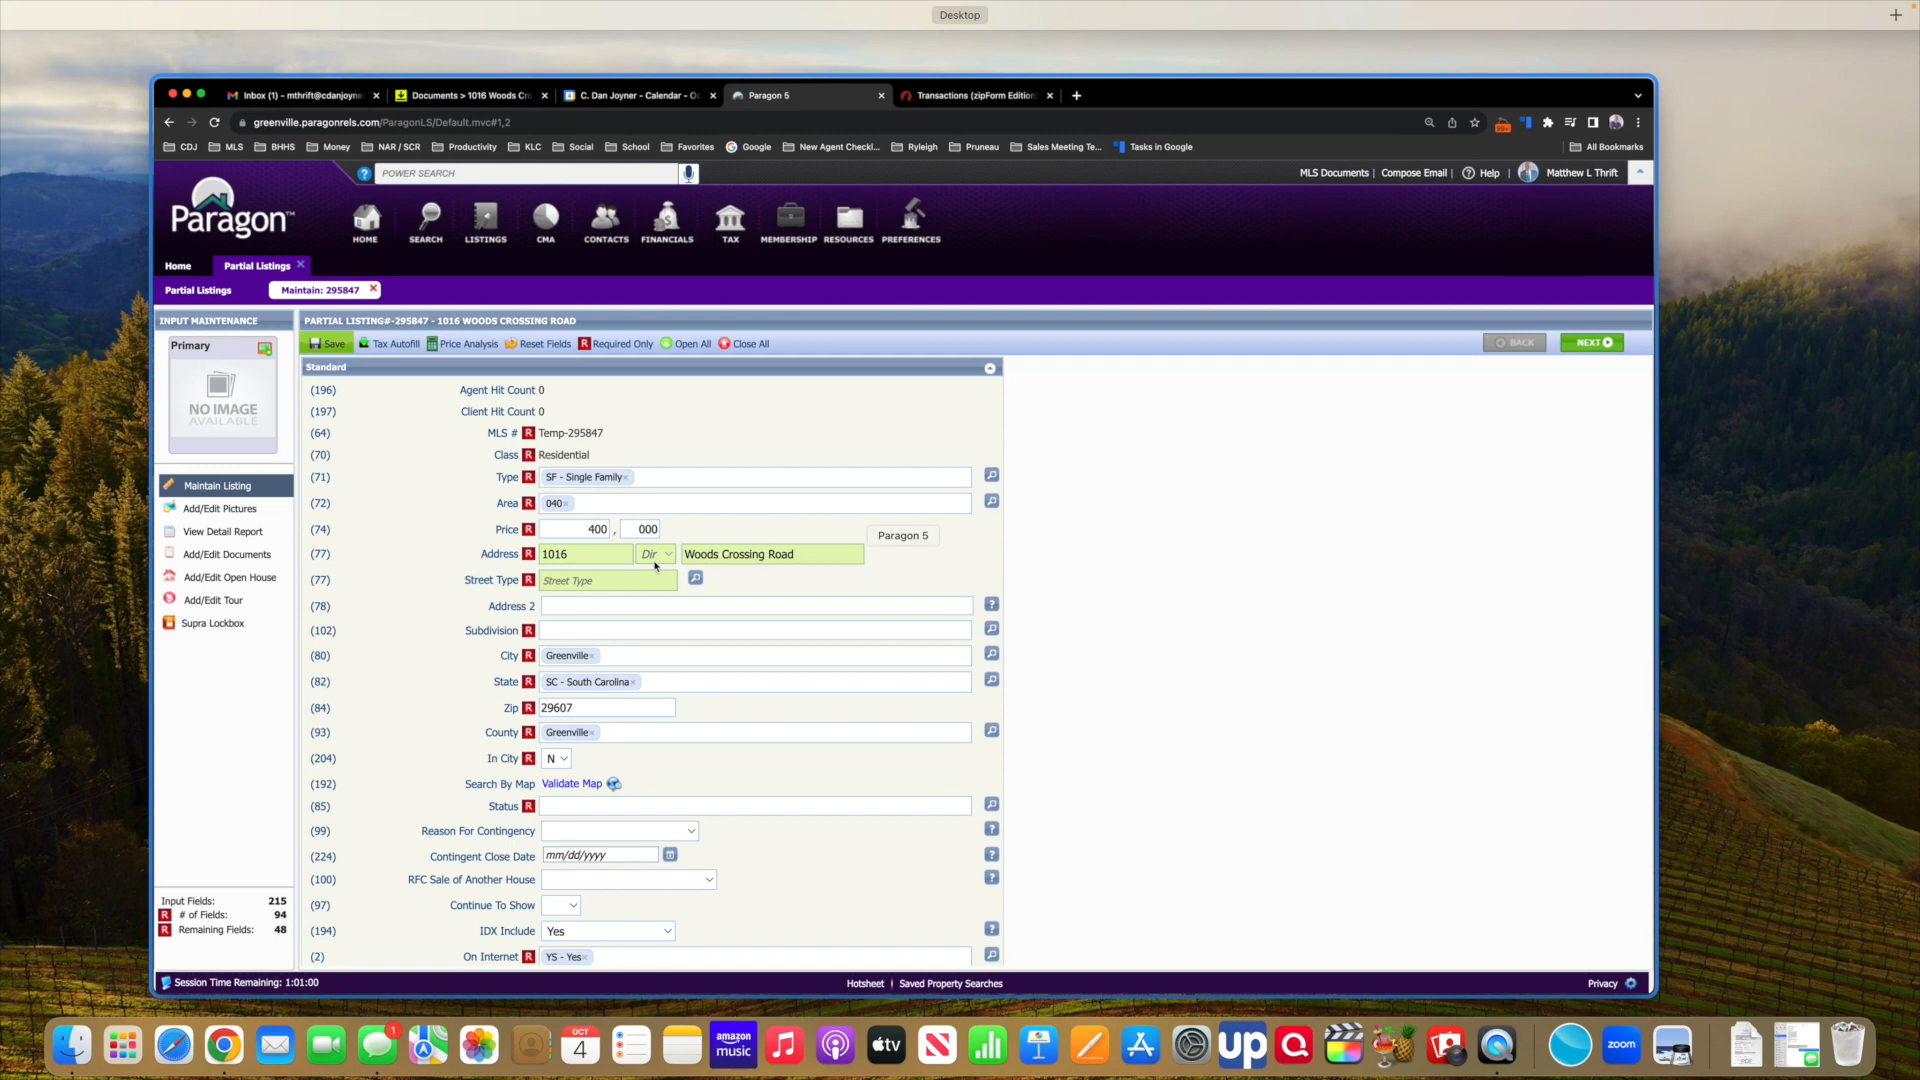 Desktop
Inbox (1) - mthrift@cdanjoyne
Documents > 1016 Woods Cr
C. Dan Joyner - Calendar - O
Paragon 5
Transactions (zipForm Edition
greenville.paragonrels.com/ParagonLS/Default.mvc#1,2
CDJ
MLS
BHHS
Money
NAR / SCR
Productivity
KLC
Social
School
Favorites
Google
New Agent Checkl...
Ryleigh
Pruneau
Sales Meeting Te...
Tasks in Google
All Bookmarks
POWER SEARCH
MLS Documents | Compose Email | Help
Matthew L Thrift
Paragon™
HOME
SEARCH
LISTINGS
CMA
CONTACTS
FINANCIALS
TAX
MEMBERSHIP
RESOURCES
PREFERENCES
Home
Partial Listings
Partial Listings
Maintain: 295847
INPUT MAINTENANCE
PARTIAL LISTING#-295847 - 1016 WOODS CROSSING ROAD
Primary
NO IMAGE
AVAILABLE
Save
Tax Autofill
Price Analysis
Reset Fields
R Required Only
Open All
Close All
BACK
NEXT
Standard
(196) Agent Hit Count 0
(197) Client Hit Count 0
(64) MLS # R Temp-295847
(70) Class R Residential
(71) Type R SF - Single Family×
(72) Area R 040×
(74) Price R 400 , 000
Paragon 5
(77) Address R 1016 Dir Woods Crossing Road
(77) Street Type R Street Type
(78) Address 2
(102) Subdivision R
(80) City R Greenville×
(82) State R SC - South Carolina×
(84) Zip R 29607
(93) County R Greenville×
(204) In City R N
(192) Search By Map Validate Map
(85) Status R
(99) Reason For Contingency
(224) Contingent Close Date mm/dd/yyyy
(100) RFC Sale of Another House
(97) Continue To Show
(194) IDX Include Yes
(2) On Internet R YS - Yes×
Maintain Listing
Add/Edit Pictures
View Detail Report
Add/Edit Documents
Add/Edit Open House
Add/Edit Tour
Supra Lockbox
Input Fields: 215
R # of Fields: 94
R Remaining Fields: 48
Session Time Remaining: 1:01:00
Hotsheet | Saved Property Searches
Privacy
1
OCT
4
amazon
music
tv
up
zoom
PDF